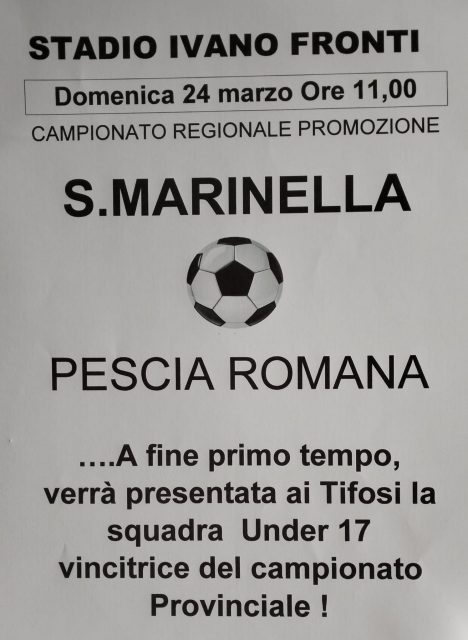 STADIO IVANO FRONTI
Domenica 24 marzo Ore 11,00
CAMPIONATO REGIONALE PROMOZIONE
S.MARINELLA
PESCIA ROMANA
....A fine primo tempo,
verrà presentata ai Tifosi la
squadra  Under 17
vincitrice del campionato
Provinciale !